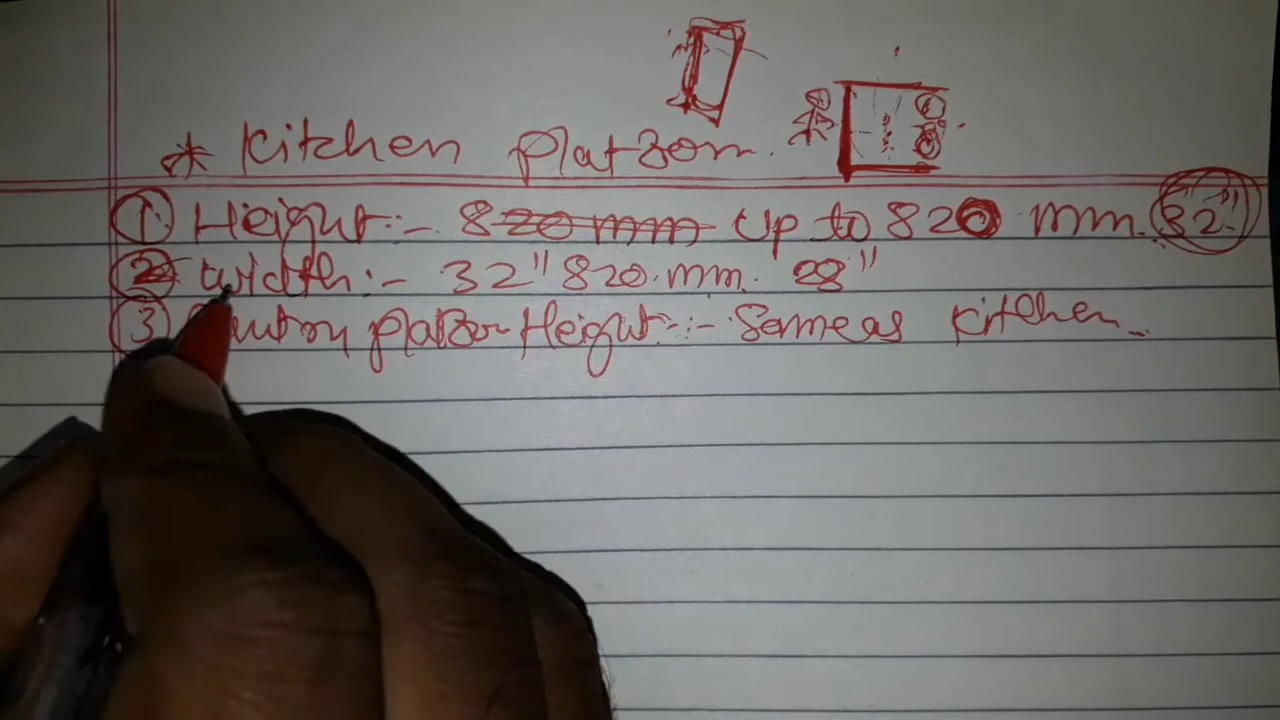 * Kitchen Platform.
① Height:- 820 mm Up to 820 mm. 32"
② Width:- 32" 820.mm. 28"
③ Platform Height:- Same as Kitchen